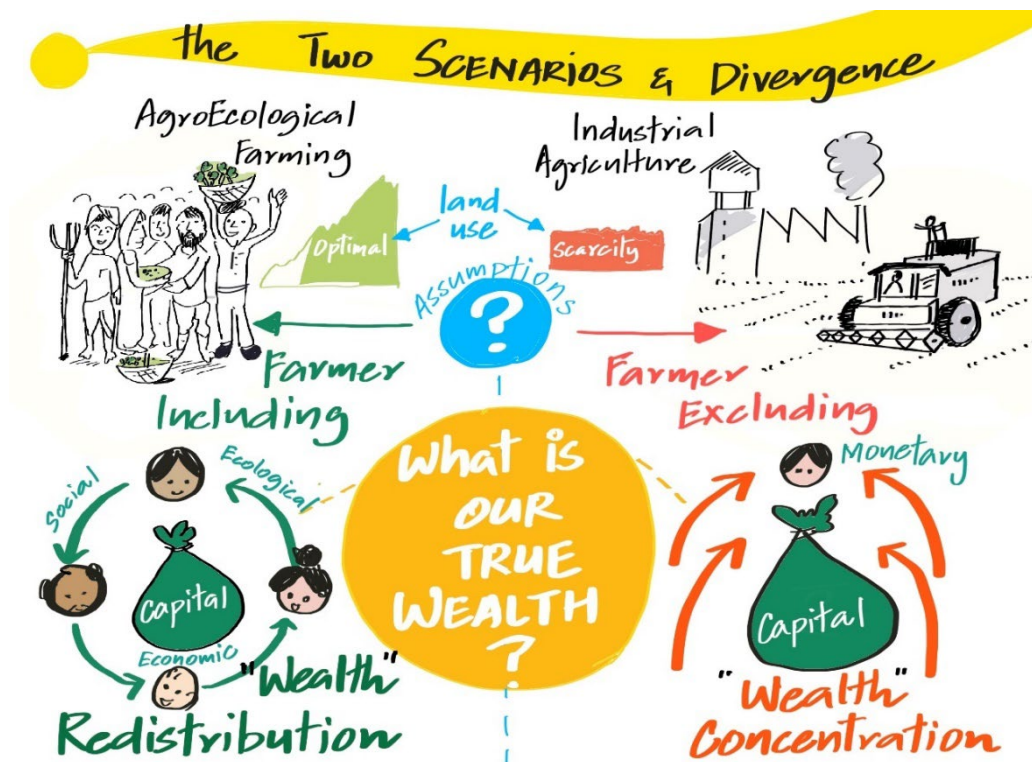 the Two SCENARIOS & Divergence
AgroEcological
Farming
Industrial
Agriculture
land
use
Optimal
Scarcity
Assumptions
?
Farmer
Including
Farmer
Excluding
What is
OUR
TRUE
WEALTH
?
Social
Ecological
Capital
Economic
"Wealth"
Redistribution
Monetary
Capital
"Wealth"
Concentration